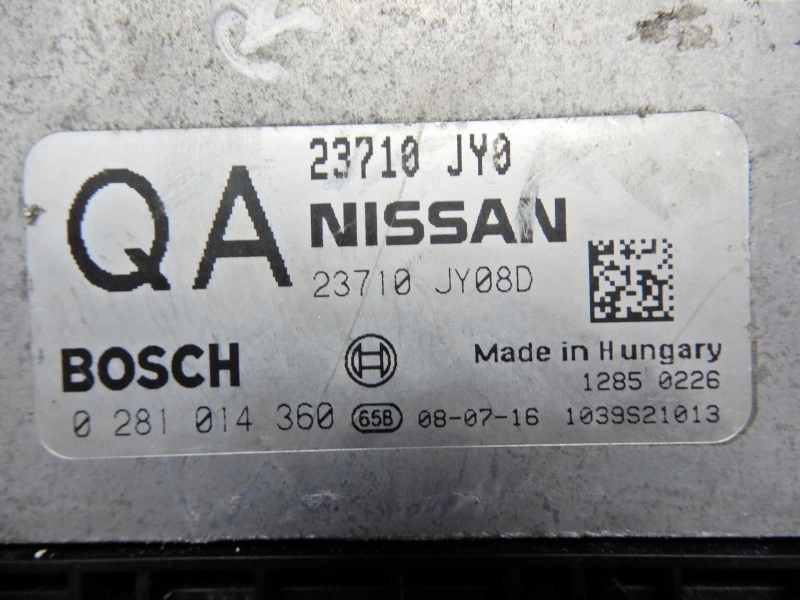 QA
23710 JY0
NISSAN
23710 JY08D
BOSCH
Made in Hungary
1285 0226
0 281 014 360 65B 08-07-16 1039S21013